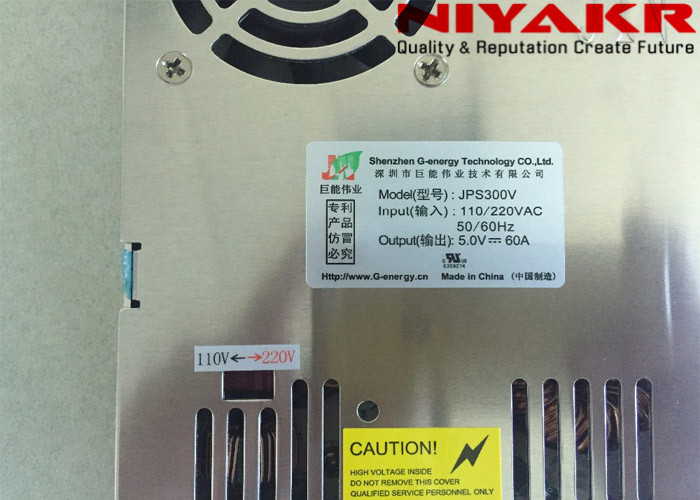 NIYAKR
Quality & Reputation Create Future
Shenzhen G-energy Technology CO.,Ltd.
深圳市巨能伟业技术有限公司
巨能伟业
Model(型号) : JPS300V
Input(输入) : 110/220VAC
50/60Hz
Output(输出): 5.0V⎓60A
专利
产品
仿冒
必究
E359274
Http://www.G-energy.cn
Made in China (中国制造)
110V←→220V
CAUTION!
HIGH VOLTAGE INSIDE
DO NOT REMOVE THIS COVER
QUALIFIED SERVICE PERSONNEL ONLY